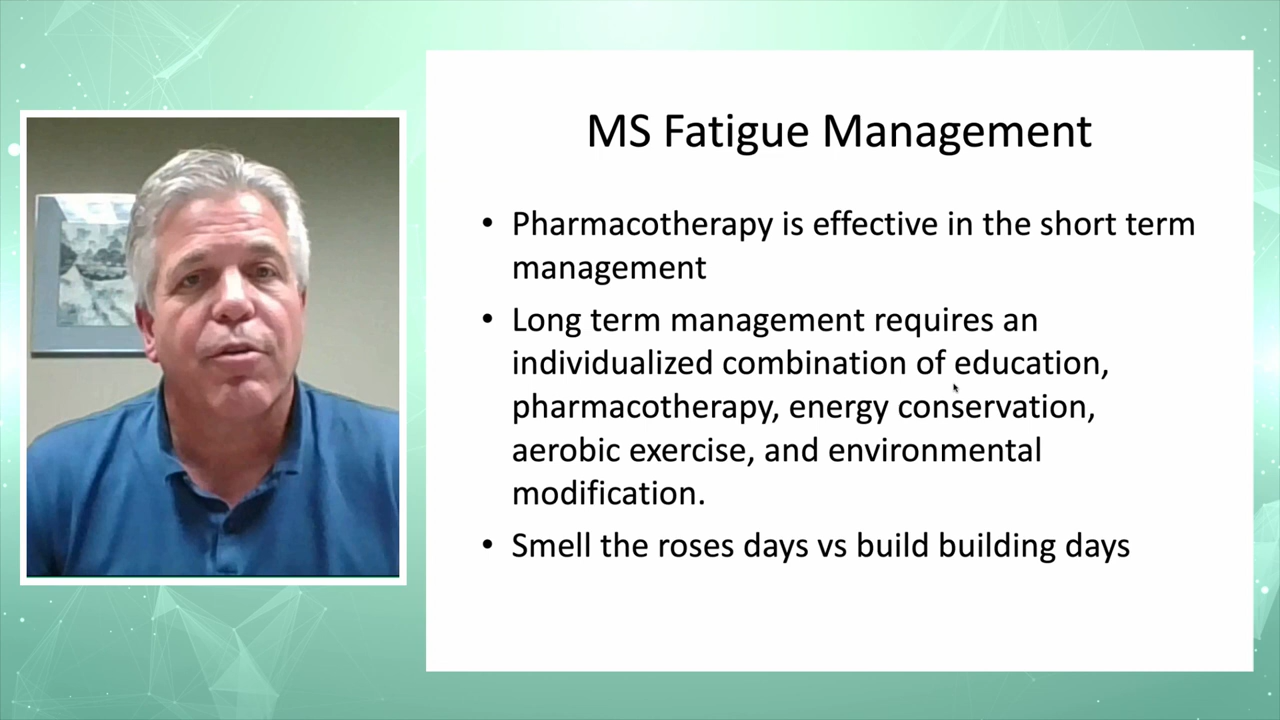 MS Fatigue Management
• Pharmacotherapy is effective in the short term
management
• Long term management requires an
individualized combination of education,
pharmacotherapy, energy conservation,
aerobic exercise, and environmental
modification.
• Smell the roses days vs build building days